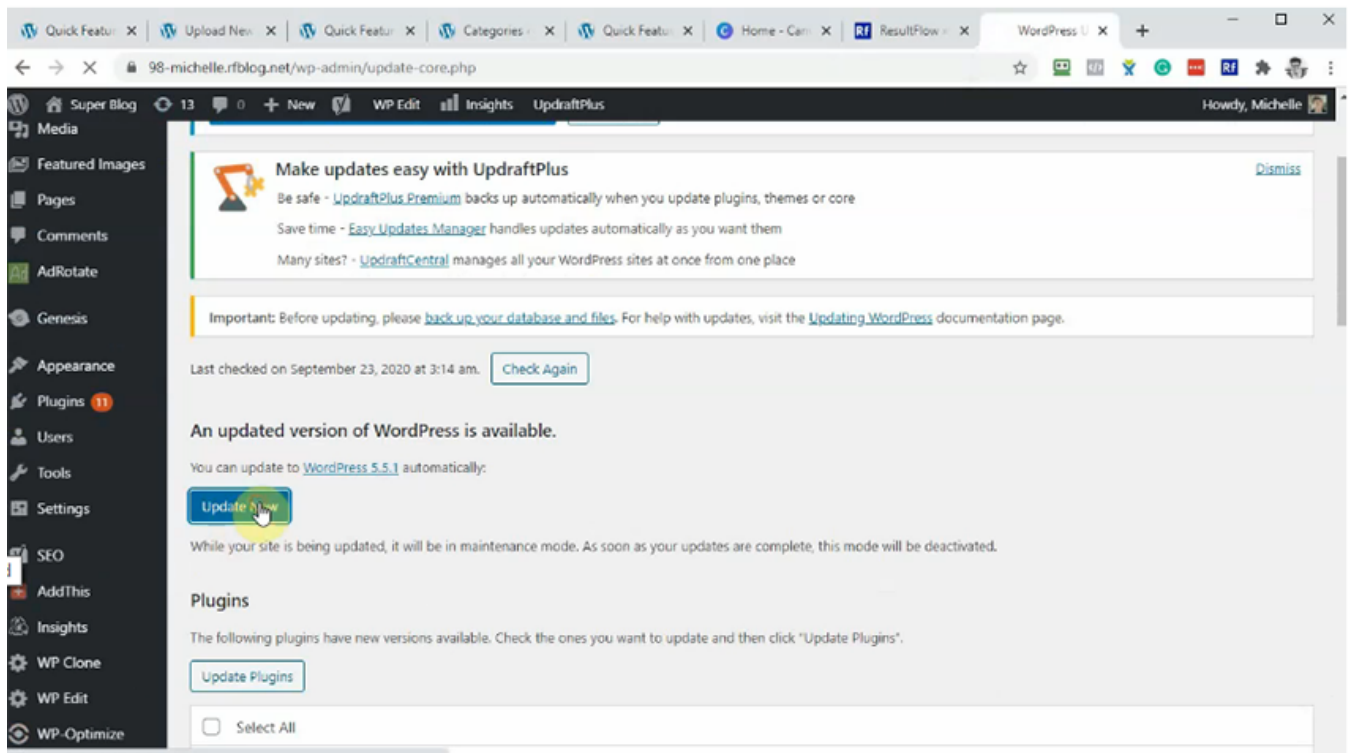 Quick Featur
Upload New
Quick Featur
Categories
Quick Featu
Home - Can
ResultFlow
WordPress U
98-michelle.rfblog.net/wp-admin/update-core.php
Rf
Super Blog 13 0 + New WP Edit Insights UpdraftPlus Howdy, Michelle
Media
Featured Images
Pages
Comments
AdRotate
Genesis
Appearance
Plugins 11
Users
Tools
Settings
SEO
AddThis
Insights
WP Clone
WP Edit
WP-Optimize
Make updates easy with UpdraftPlus
Dismiss
Be safe - UpdraftPlus Premium backs up automatically when you update plugins, themes or core
Save time - Easy Updates Manager handles updates automatically as you want them
Many sites? - UpdraftCentral manages all your WordPress sites at once from one place
Important: Before updating, please back up your database and files. For help with updates, visit the Updating WordPress documentation page.
Last checked on September 23, 2020 at 3:14 am. Check Again
An updated version of WordPress is available.
You can update to WordPress 5.5.1 automatically:
Update Now
While your site is being updated, it will be in maintenance mode. As soon as your updates are complete, this mode will be deactivated.
Plugins
The following plugins have new versions available. Check the ones you want to update and then click "Update Plugins".
Update Plugins
Select All